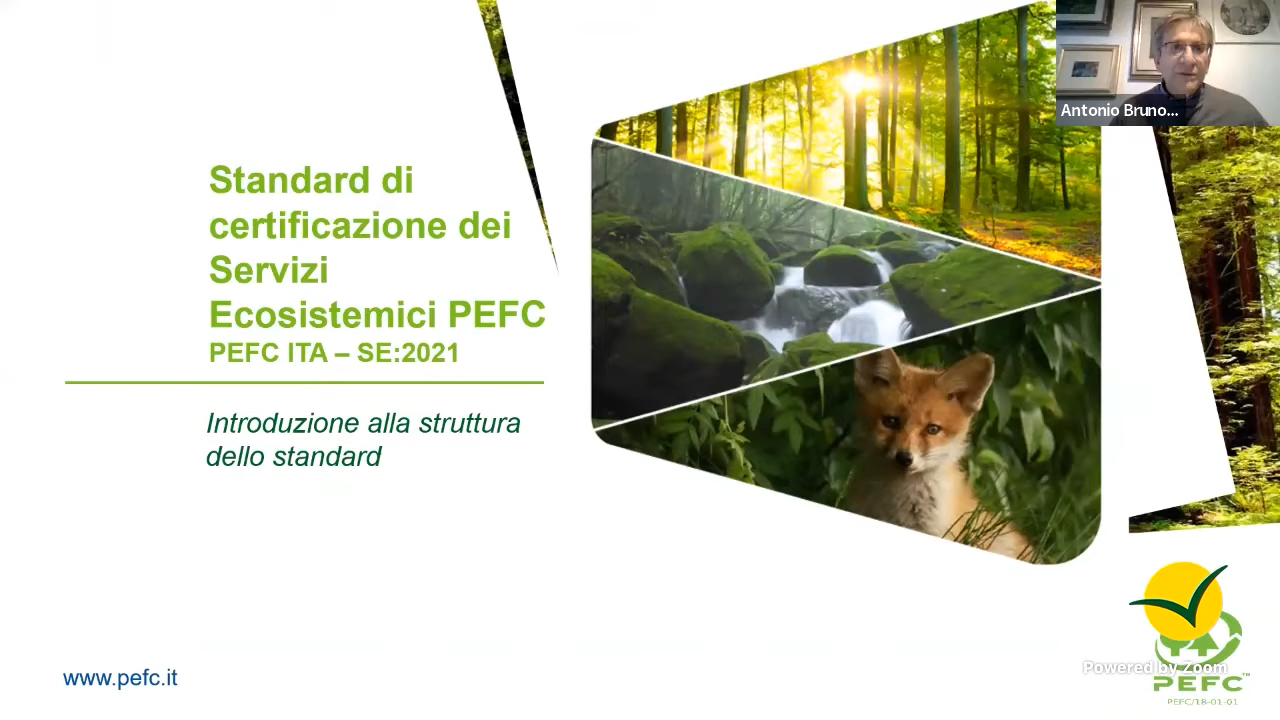 Antonio Bruno...
Standard di
certificazione dei
Servizi
Ecosistemici PEFC
PEFC ITA – SE:2021
Introduzione alla struttura
dello standard
www.pefc.it
Powered by Zoom
PEFC™
PEFC/18-01-01